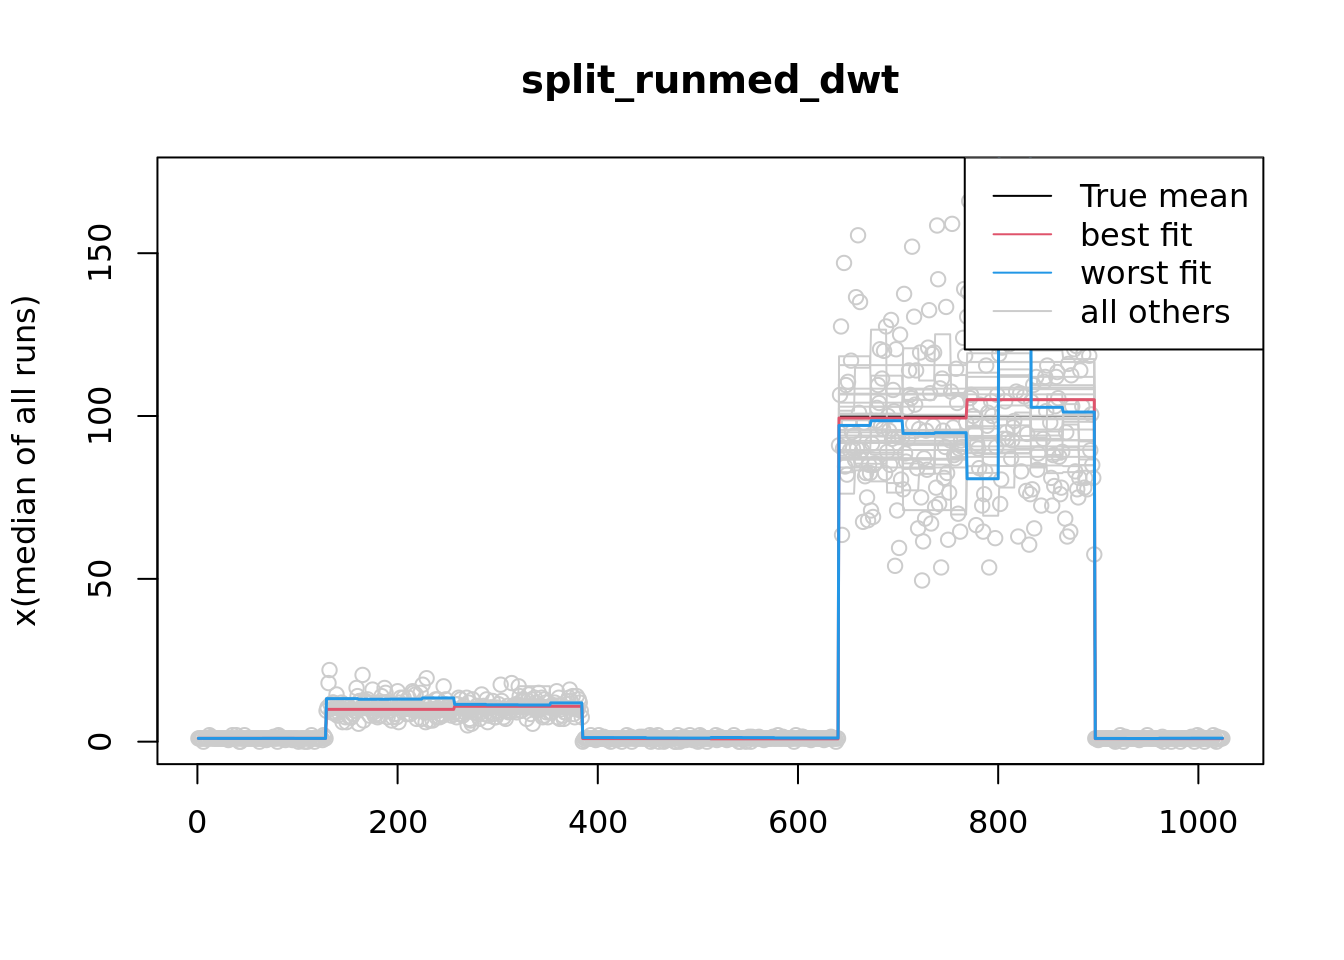 split_runmed_dwt
True mean
best fit
worst fit
all others
x(median of all runs)
150
100
50
0
0 200 400 600 800 1000